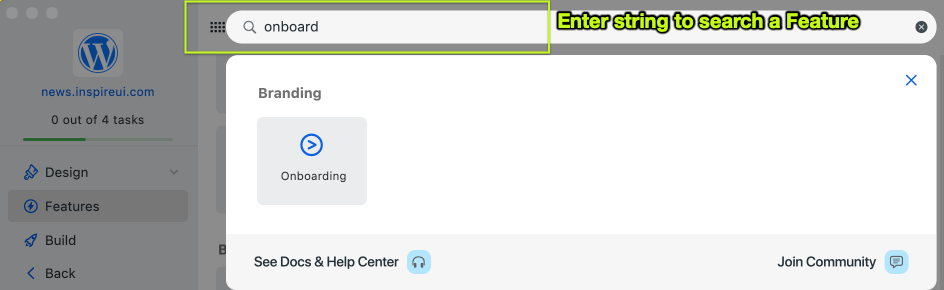 onboard
Enter string to search a Feature
news.inspireui.com
0 out of 4 tasks
Design
Features
Build
Back
Branding
Onboarding
See Docs & Help Center
Join Community